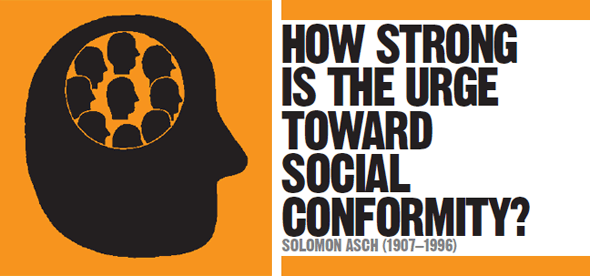 HOW STRONG
IS THE URGE
TOWARD
SOCIAL
CONFORMITY?
SOLOMON ASCH (1907–1996)